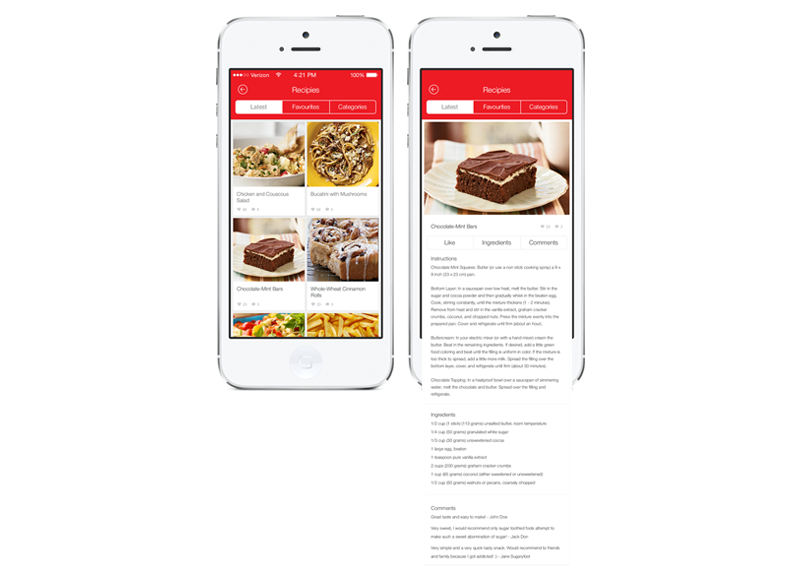 Verizon 4:21 PM 100%
Recipies
Latest Favourites Categories
Chicken and Couscous
Salad
Bucatini with Mushrooms
Chocolate-Mint Bars
Whole-Wheat Cinnamon
Rolls
Recipies
Latest Favourites Categories
Chocolate-Mint Bars
Like Ingredients Comments
Instructions
Chocolate Mint Squares: Butter (or use a non stick cooking spray) a 9 x
9 inch (23 x 23 cm) pan.
Bottom Layer: In a saucepan over low heat, melt the butter. Stir in the
sugar and cocoa powder and then gradually whisk in the beaten egg.
Cook, stirring constantly, until the mixture thickens (1 - 2 minutes).
Remove from heat and stir in the vanilla extract, graham cracker
crumbs, coconut, and chopped nuts. Press the mixture evenly into the
prepared pan. Cover and refrigerate until firm (about an hour).
Buttercream: In your electric mixer (or with a hand mixer) cream the
butter. Beat in the remaining ingredients. If desired, add a little green
food coloring and beat until the filling is uniform in color. If the mixture is
too thick to spread, add a little more milk. Spread the filling over the
bottom layer, cover, and refrigerate until firm (about 30 minutes).
Chocolate Topping: In a heatproof bowl over a saucepan of simmering
water, melt the chocolate and butter. Spread over the filling and
refrigerate.
Ingredients
1/2 cup (1 stick) (113 grams) unsalted butter, room temperature
1/4 cup (50 grams) granulated white sugar
1/3 cup (30 grams) unsweetened cocoa
1 large egg, beaten
1 teaspoon pure vanilla extract
2 cups (200 grams) graham cracker crumbs
1 cup (65 grams) coconut (either sweetened or unsweetened)
1/2 cup (50 grams) walnuts or pecans, coarsely chopped
Comments
Great taste and easy to make! - John Doe
Very sweet, I would recommend only sugar toothed fools attempt to
make such a sweet abomination of sugar! - Jack Don
Very simple and a very quick tasty snack. Would recommend to friends
and family because I got addicted! :) - Jane Sugaryked